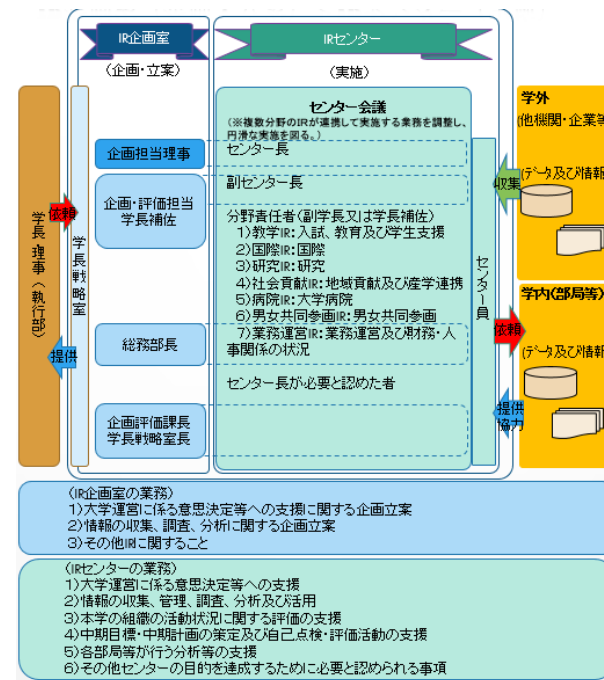 IR企画室
IRセンター
(企画・立案)
(実施)
センター会議
(※複数分野のIRが連携して実施する業務を調整し、
円滑な実施を図る。)
企画担当理事
センター長
企画・評価担当
学長補佐
副センター長
分野責任者(副学長又は学長補佐)
1)教学IR:入試、教育及び学生支援
2)国際IR:国際
3)研究IR:研究
4)社会貢献IR:地域貢献及び産学連携
5)病院IR:大学病院
6)男女共同参画IR:男女共同参画
7)業務運営IR:業務運営及び財務・人
事関係の状況
総務部長
センター長が必要と認めた者
企画評価課長
学長戦略室長
学長・理事(執行部)
依頼
提供
学長戦略室
センター員
収集
依頼
提供
協力
学外
(他機関・企業等
(データ及び情報
学内(部局等)
(データ及び情報
(IR企画室の業務)
1)大学運営に係る意思決定等への支援に関する企画立案
2)情報の収集、調査、分析に関する企画立案
3)その他IRに関すること
(IRセンターの業務)
1)大学運営に係る意思決定等への支援
2)情報の収集、管理、調査、分析及び活用
3)本学の組織の活動状況に関する評価の支援
4)中期目標・中期計画の策定及び自己点検・評価活動の支援
5)各部局等が行う分析等の支援
6)その他センターの目的を達成するために必要と認められる事項